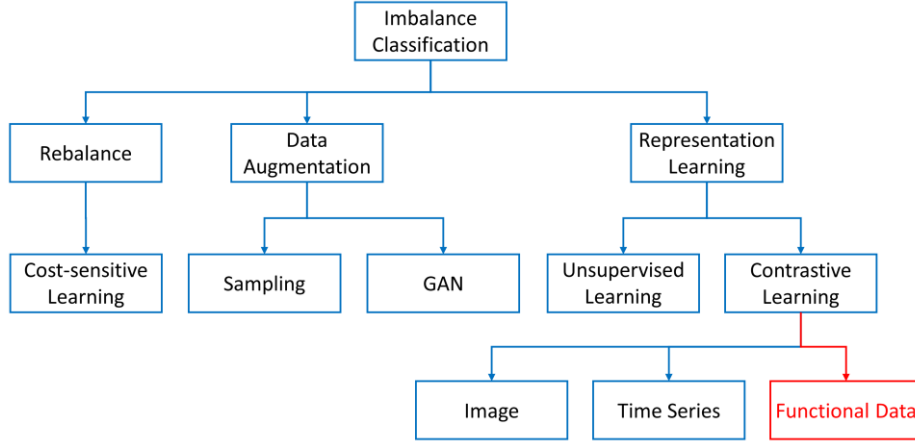 Imbalance
Classification
Rebalance
Data
Augmentation
Representation
Learning
Cost-sensitive
Learning
Sampling
GAN
Unsupervised
Learning
Contrastive
Learning
Image
Time Series
Functional Data